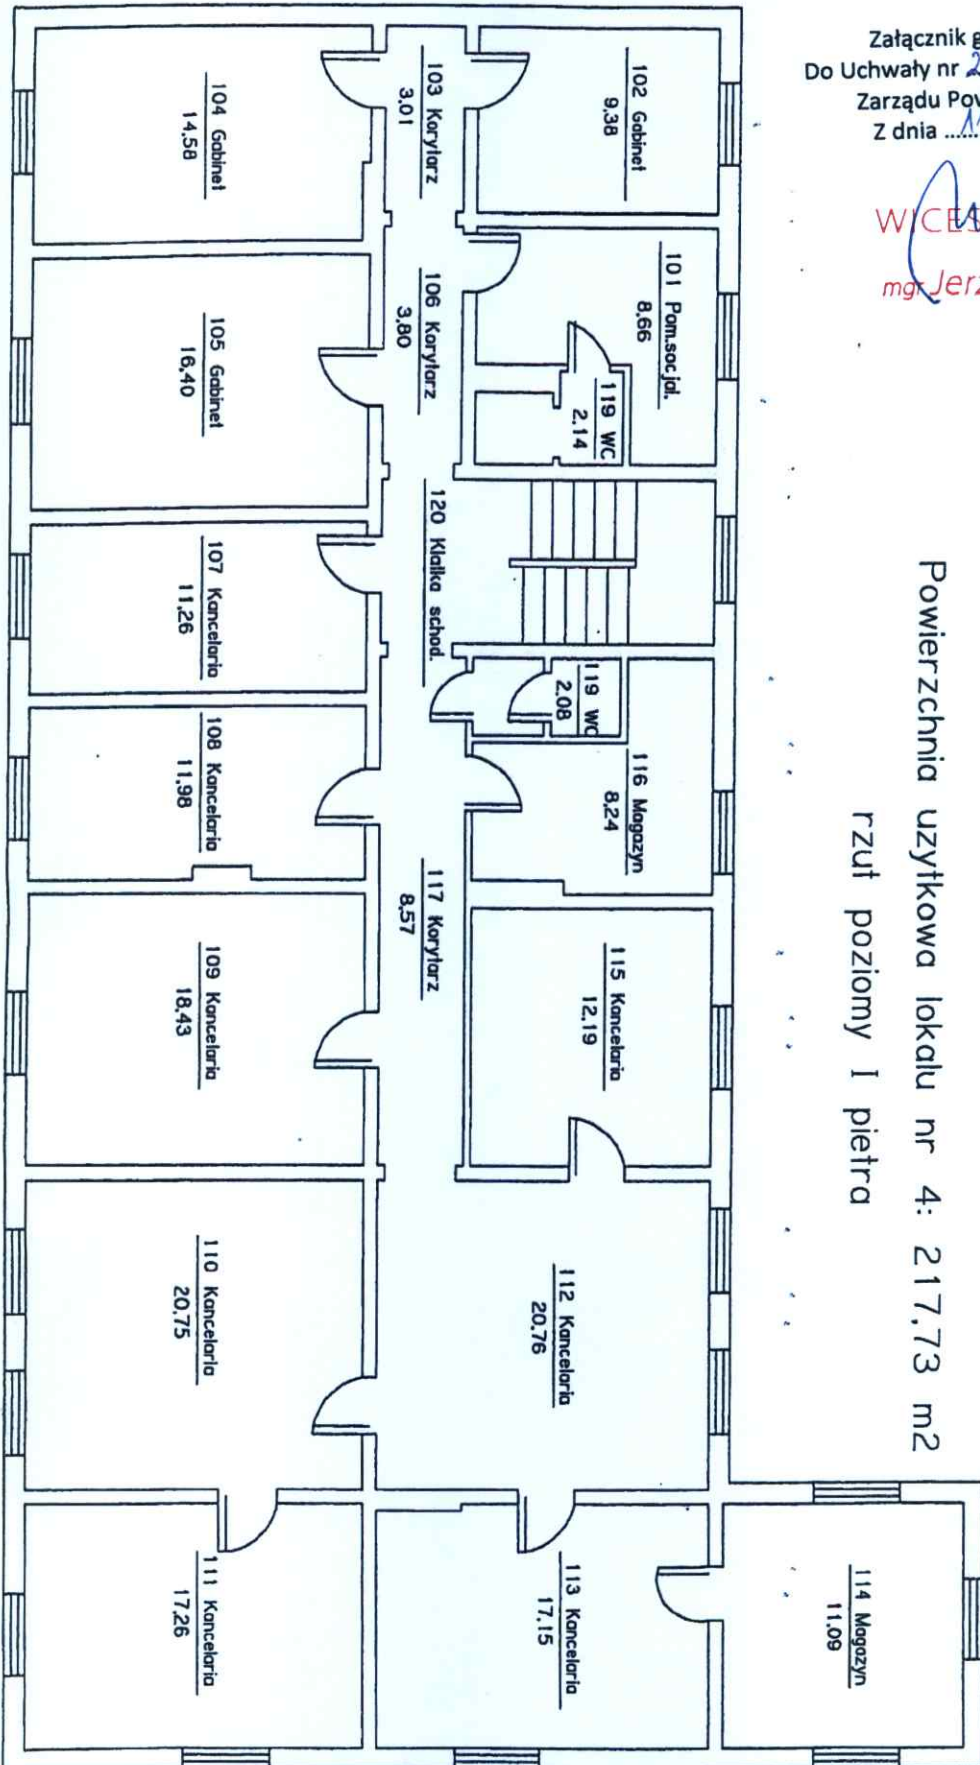 Załącznik
Do Uchwały nr
Zarządu
Z dnia
mgr
Powierzchnia uzytkowa lokalu nr 4: 217,73 m2
rzut poziomy I pietra
102 Gabinet
9,38
101 Pom.socjal.
8,66
119 WC
2,14
119 WC
2,08
116 Magazyn
8,24
115 Kancelaria
12,19
112 Kancelaria
20,76
114 Magazyn
11,09
113 Kancelaria
17,15
103 Korytarz
3,01
106 Korytarz
3,80
120 Klatka schod.
117 Korytarz
8,57
104 Gabinet
14,58
105 Gabinet
16,40
107 Kancelaria
11,26
108 Kancelaria
11,98
109 Kancelaria
18,43
110 Kancelaria
20,75
111 Kancelaria
17,26